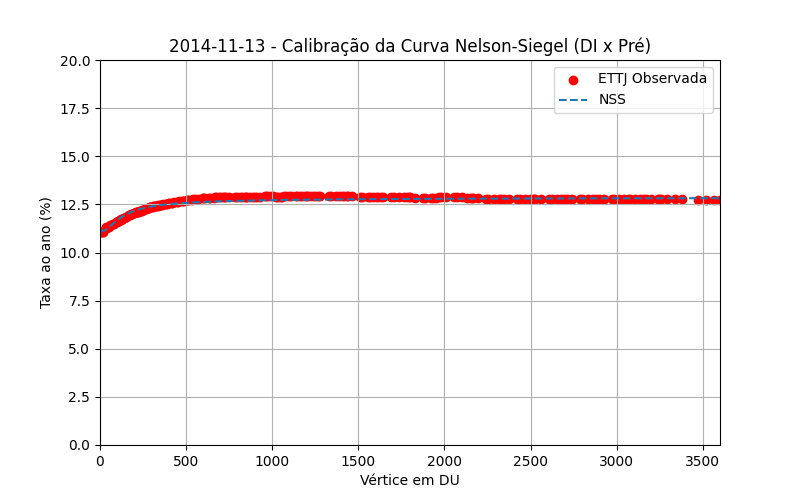 2014-11-13 - Calibração da Curva Nelson-Siegel (DI x Pré)
ETTJ Observada
NSS
20.0
17.5
15.0
12.5
10.0
7.5
5.0
2.5
0.0
Taxa ao ano (%)
0 500 1000 1500 2000 2500 3000 3500
Vértice em DU